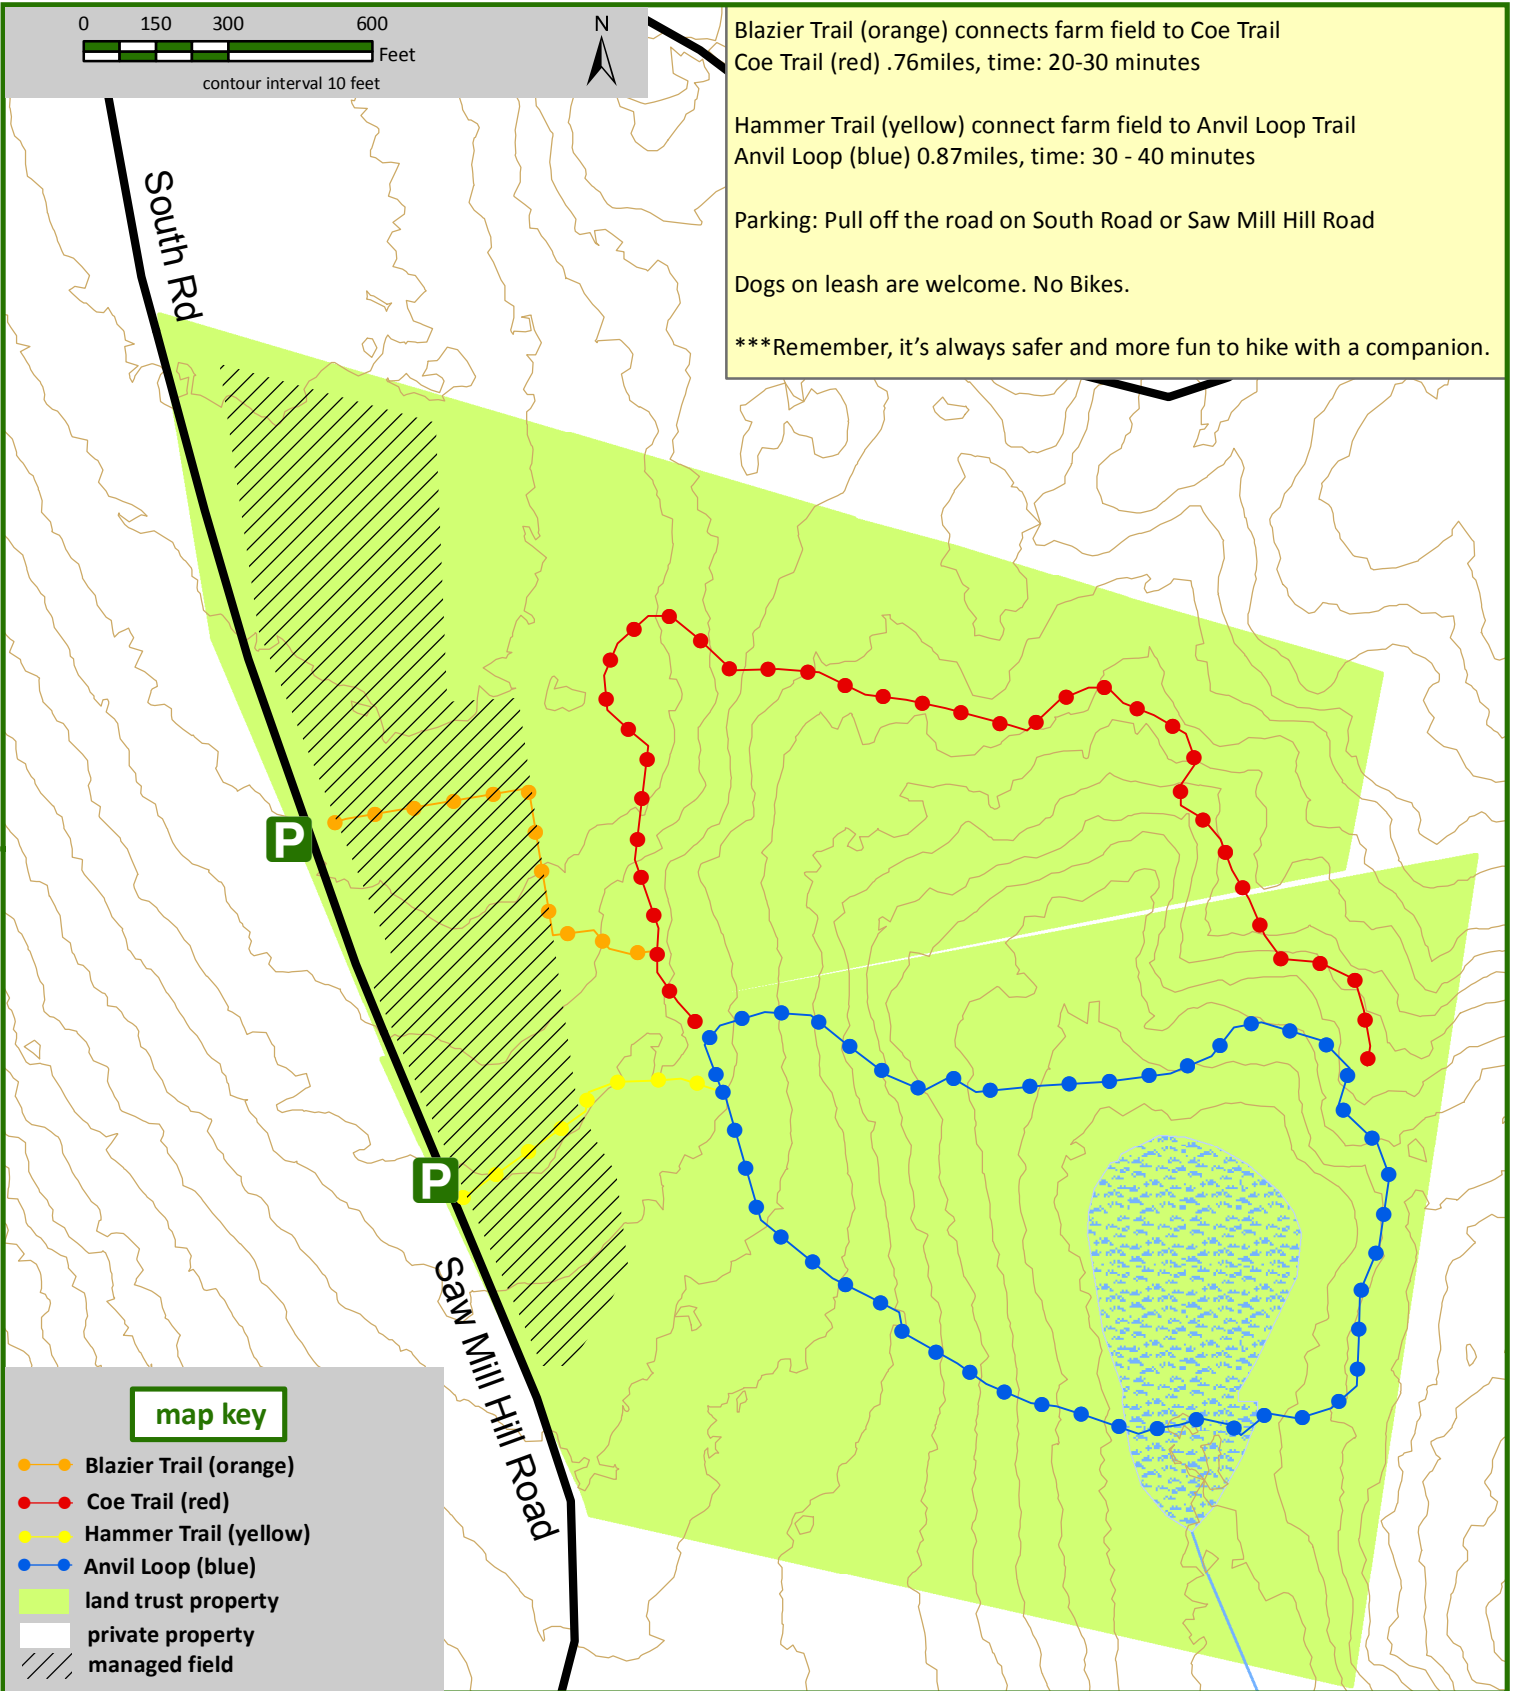 0 150 300 600
Feet
contour interval 10 feet
N
Blazier Trail (orange) connects farm field to Coe Trail
Coe Trail (red) .76miles, time: 20-30 minutes
Hammer Trail (yellow) connect farm field to Anvil Loop Trail
Anvil Loop (blue) 0.87miles, time: 30 - 40 minutes
Parking: Pull off the road on South Road or Saw Mill Hill Road
Dogs on leash are welcome. No Bikes.
***Remember, it's always safer and more fun to hike with a companion.
South Rd
P
P
Saw Mill Hill Road
map key
Blazier Trail (orange)
Coe Trail (red)
Hammer Trail (yellow)
Anvil Loop (blue)
land trust property
private property
managed field